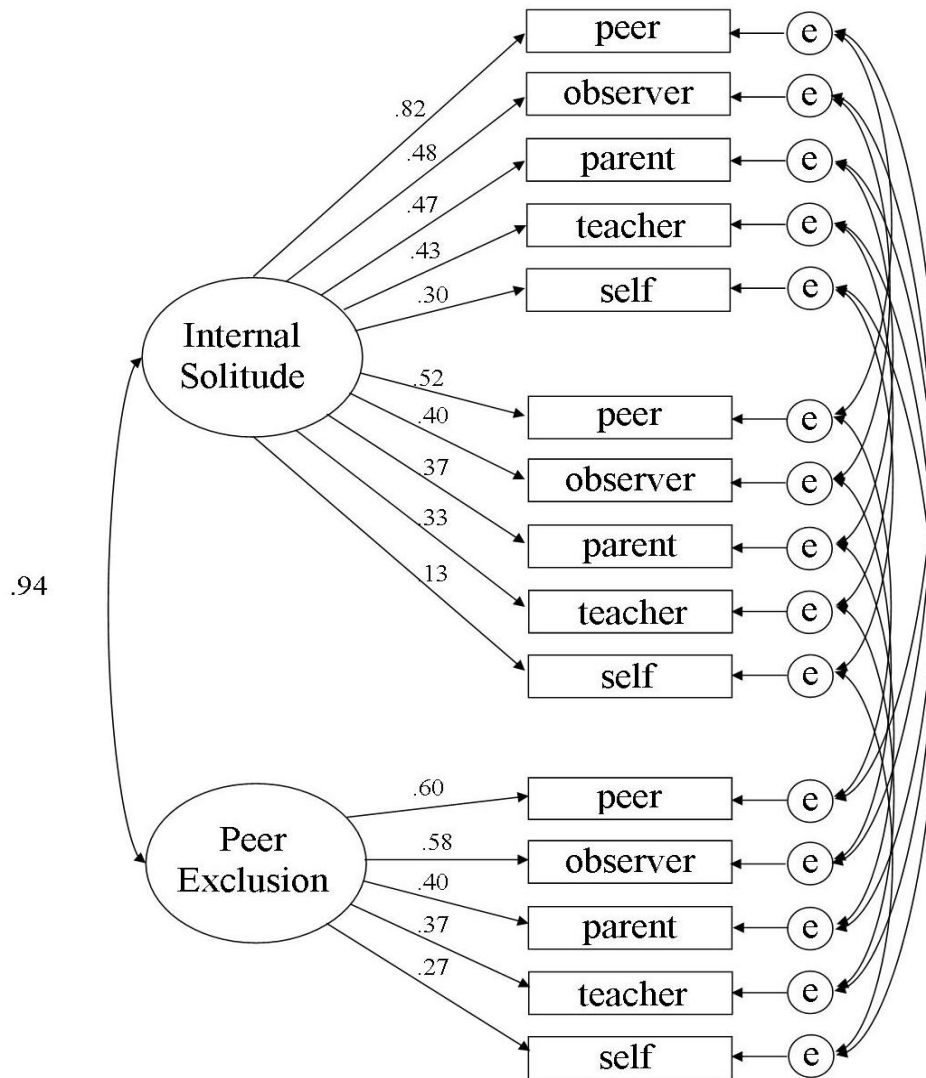 peer e
observer e
.82
.48
parent e
.47
teacher e
.43
self e
.30
Internal
Solitude
.52
peer e
.40
observer e
.37
parent e
.33
teacher e
.13
self e
.94
.60
peer e
Peer
Exclusion
.58
observer e
.40
parent e
.37
teacher e
.27
self e